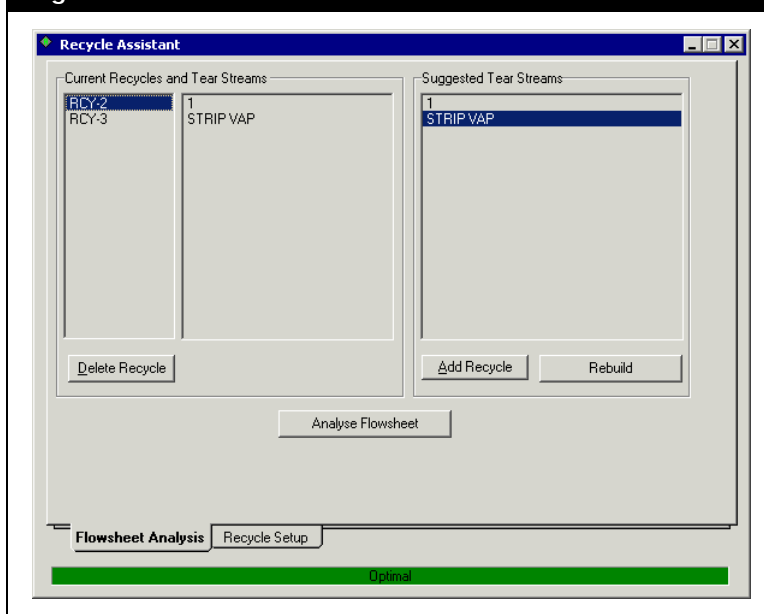 Recycle Assistant
Current Recycles and Tear Streams
Suggested Tear Streams
RCY-2
RCY-3
1
STRIP VAP
1
STRIP VAP
Delete Recycle
Add Recycle
Rebuild
Analyse Flowsheet
Flowsheet Analysis
Recycle Setup
Optimal